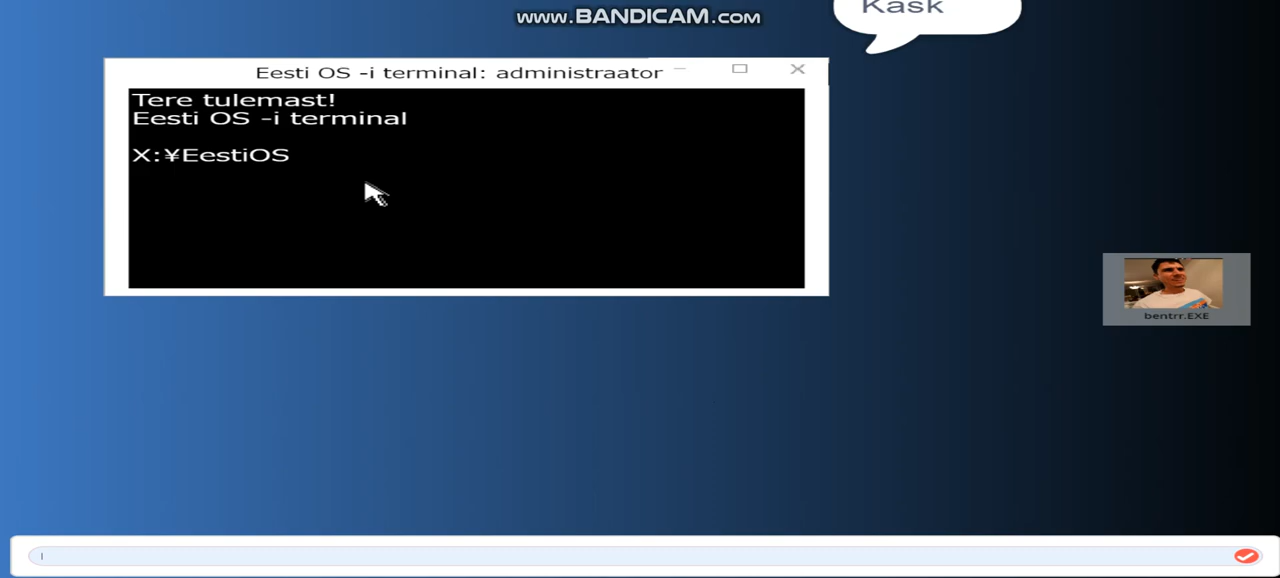 www.BANDICAM.com
Kask
Eesti OS -i terminal: administraator
Tere tulemast!
Eesti OS -i terminal
X:¥EestiOS
bentrr.EXE